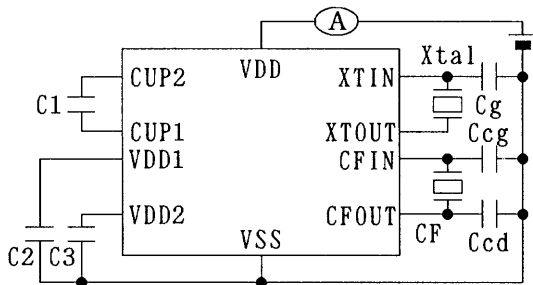 A
VDD
Xtal
CUP2
XTIN
C1
Cg
CUP1
XTOUT
Ccg
VDD1
CFIN
VDD2
CFOUT
CF
VSS
C2
C3
Ccd